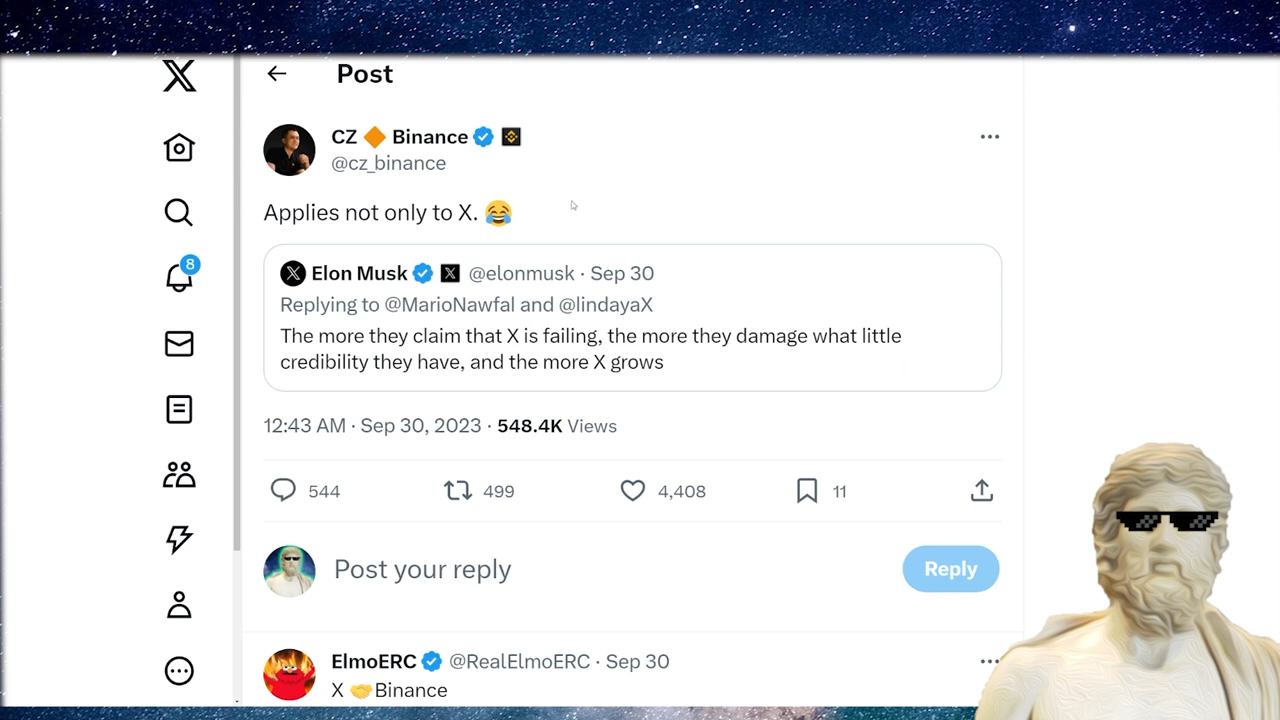 Post
CZ 🔶 Binance
@cz_binance
Applies not only to X. 😂
Elon Musk @elonmusk · Sep 30
Replying to @MarioNawfal and @lindayaX
The more they claim that X is failing, the more they damage what little
credibility they have, and the more X grows
12:43 AM · Sep 30, 2023 · 548.4K Views
544 499 4,408 11
8
Post your reply
Reply
ElmoERC @RealElmoERC · Sep 30
X 🤝Binance